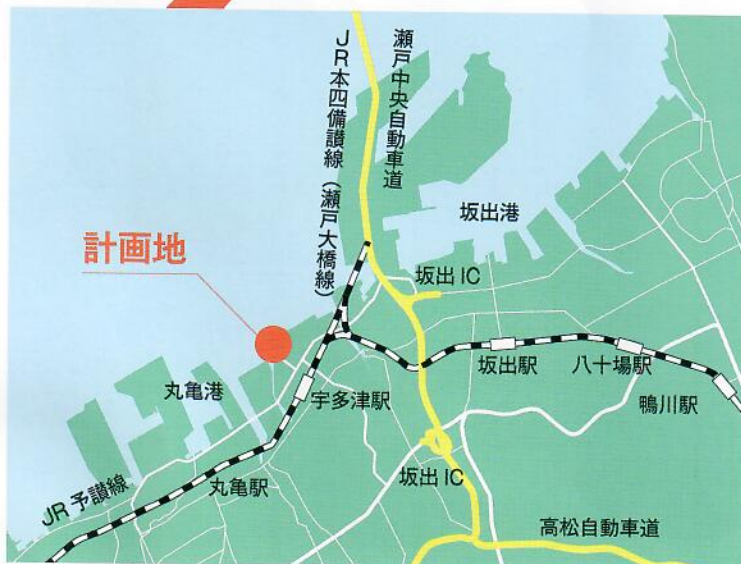 JR本四備讃線(瀬戸大橋線)
瀬戸中央自動車道
坂出港
計画地
坂出IC
丸亀港
宇多津駅
坂出駅
八十場駅
鴨川駅
丸亀駅
坂出IC
JR予讃線
高松自動車道